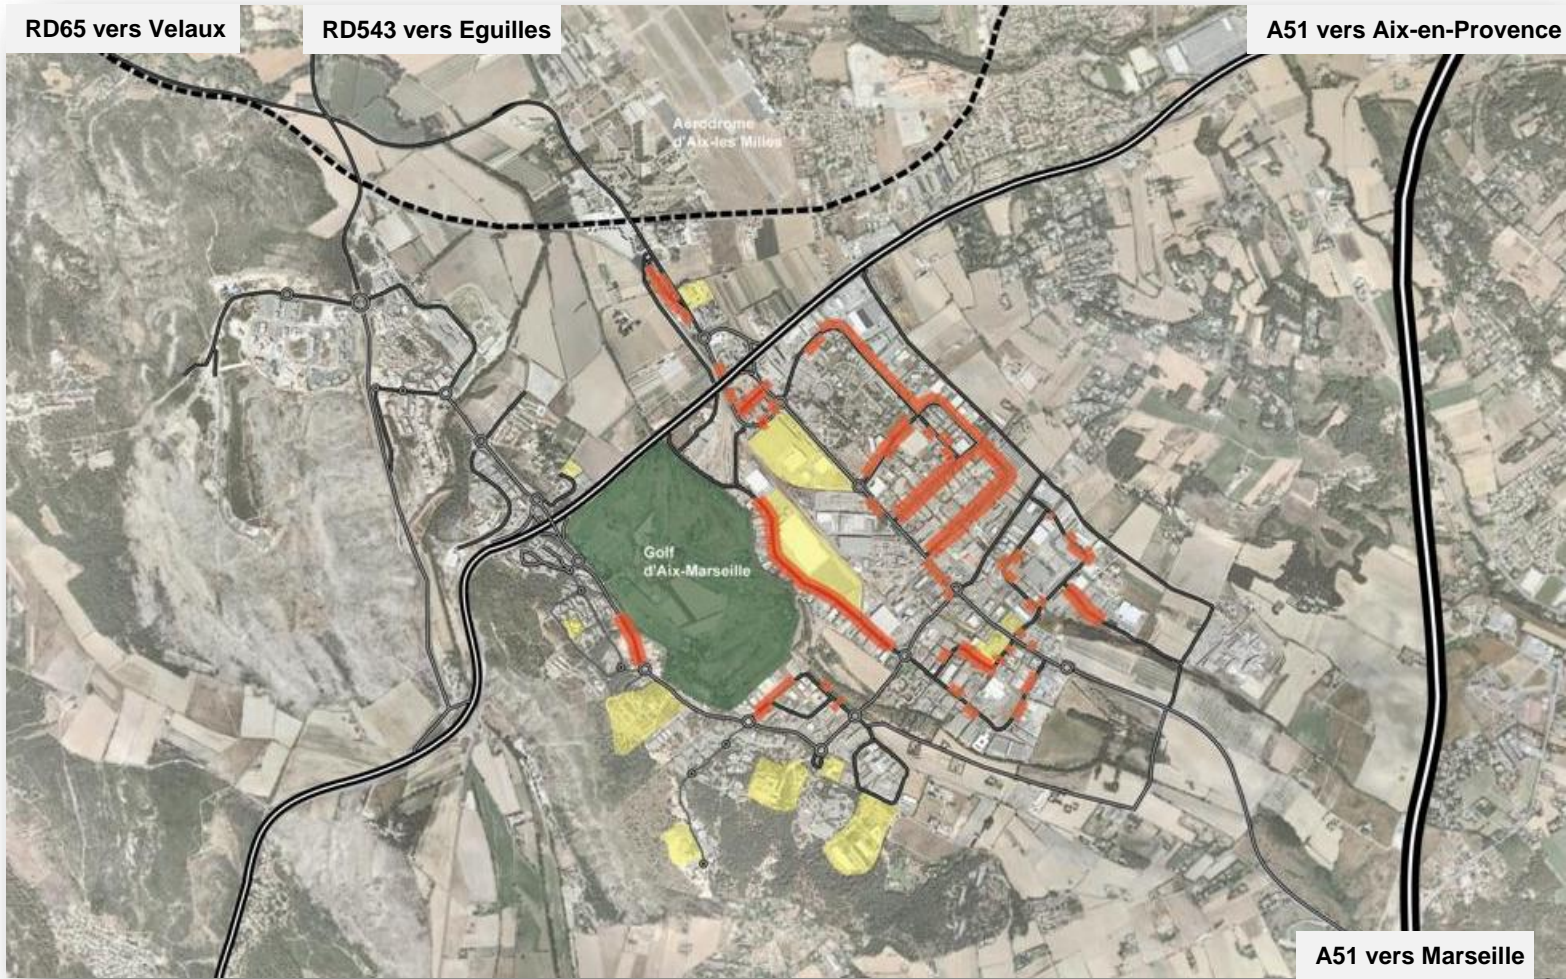 RD65 vers Velaux
RD543 vers Eguilles
A51 vers Aix-en-Provence
Aérodrome
d'Aix-les Milles
Golf
d'Aix-Marseille
A51 vers Marseille